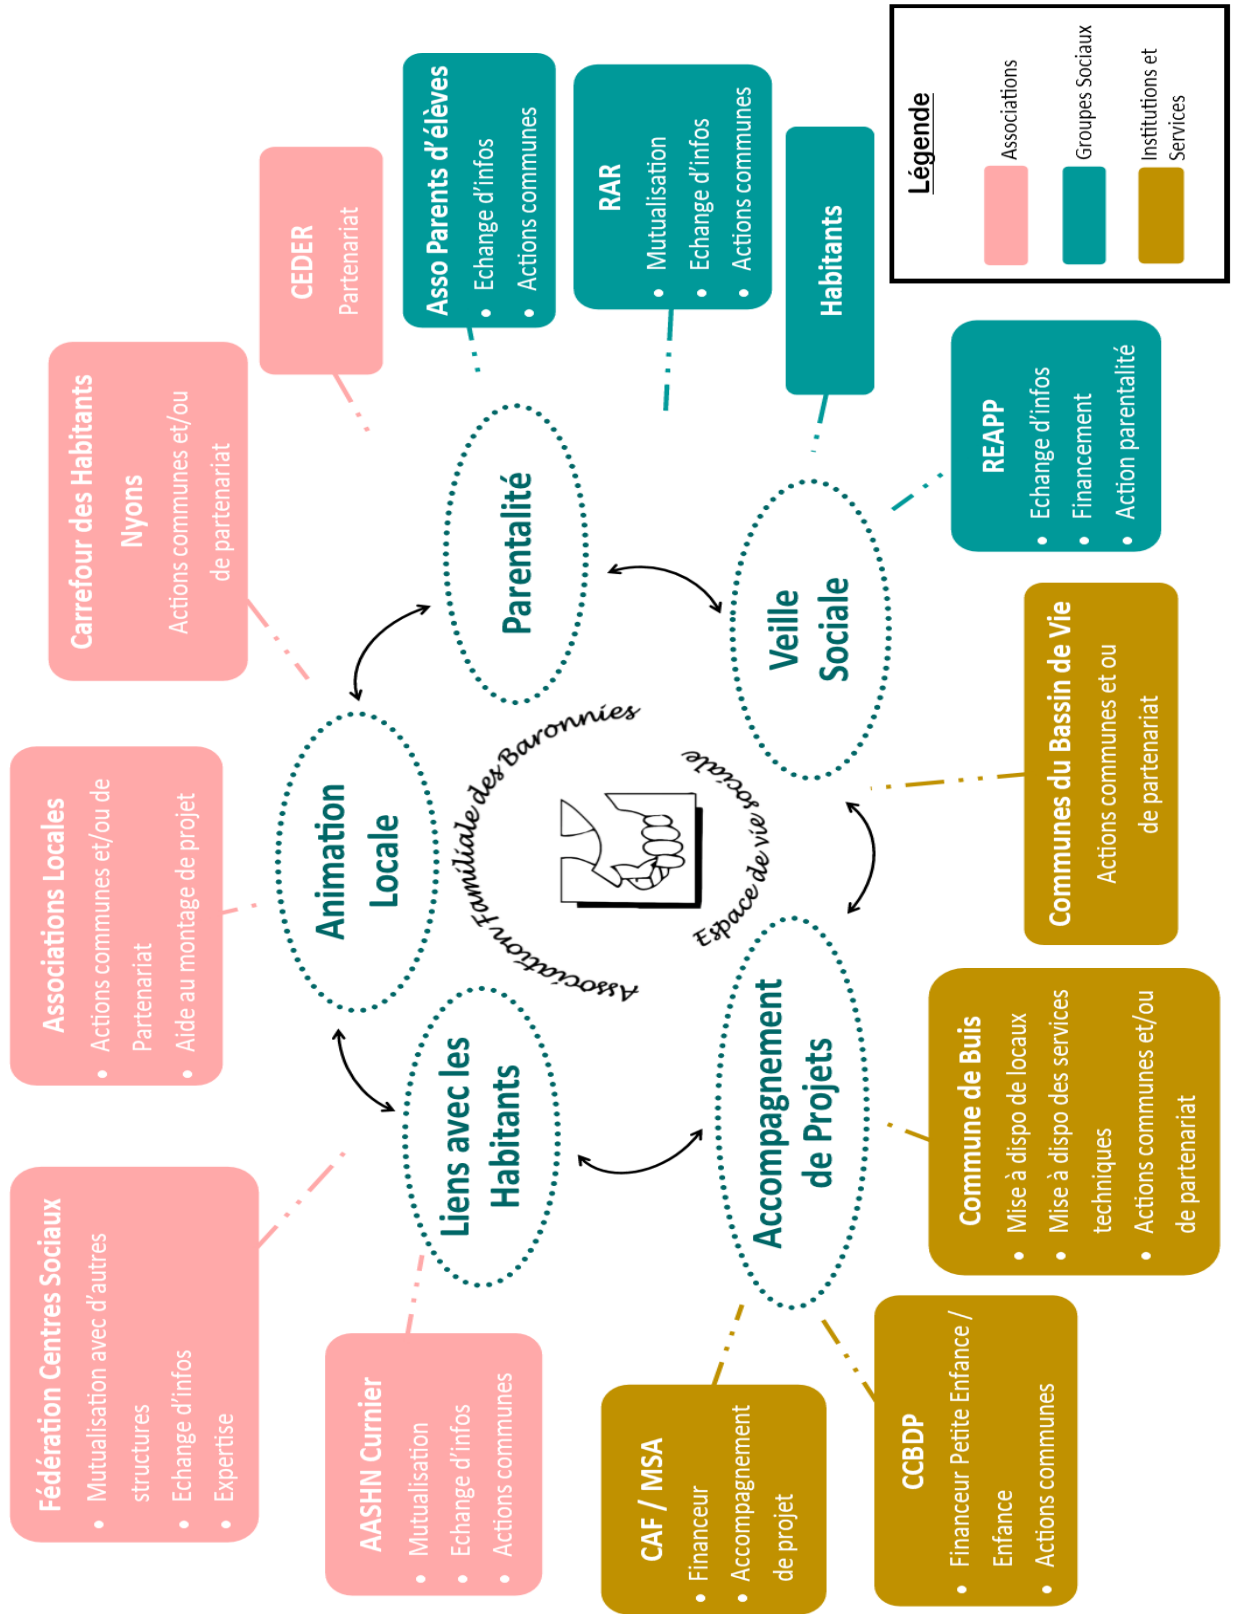 Fédération Centres Sociaux
• Mutualisation avec d'autres
structures
• Echange d'infos
• Expertise
Associations Locales
• Actions communes et/ou de
Partenariat
• Aide au montage de projet
Carrefour des Habitants
Nyons
Actions communes et/ou
de partenariat
CEDER
Partenariat
AASHN Curnier
• Mutualisation
• Echange d'infos
• Actions communes
Asso Parents d'élèves
• Echange d'infos
• Actions communes
RAR
• Mutualisation
• Echange d'infos
• Actions communes
Habitants
REAPP
• Echange d'infos
• Financement
• Action parentalité
Animation
Locale
Liens avec les
Habitants
Parentalité
Association Familiale des Baronnies
Espace de vie sociale
Accompagnement
de Projets
Veille
Sociale
CAF / MSA
• Financeur
• Accompagnement
de projet
CCBDP
• Financeur Petite Enfance /
Enfance
• Actions communes
Commune de Buis
• Mise à dispo de locaux
• Mise à dispo des services
techniques
• Actions communes et/ou
de partenariat
Communes du Bassin de Vie
Actions communes et ou
de partenariat
Légende
Associations
Groupes Sociaux
Institutions et
Services